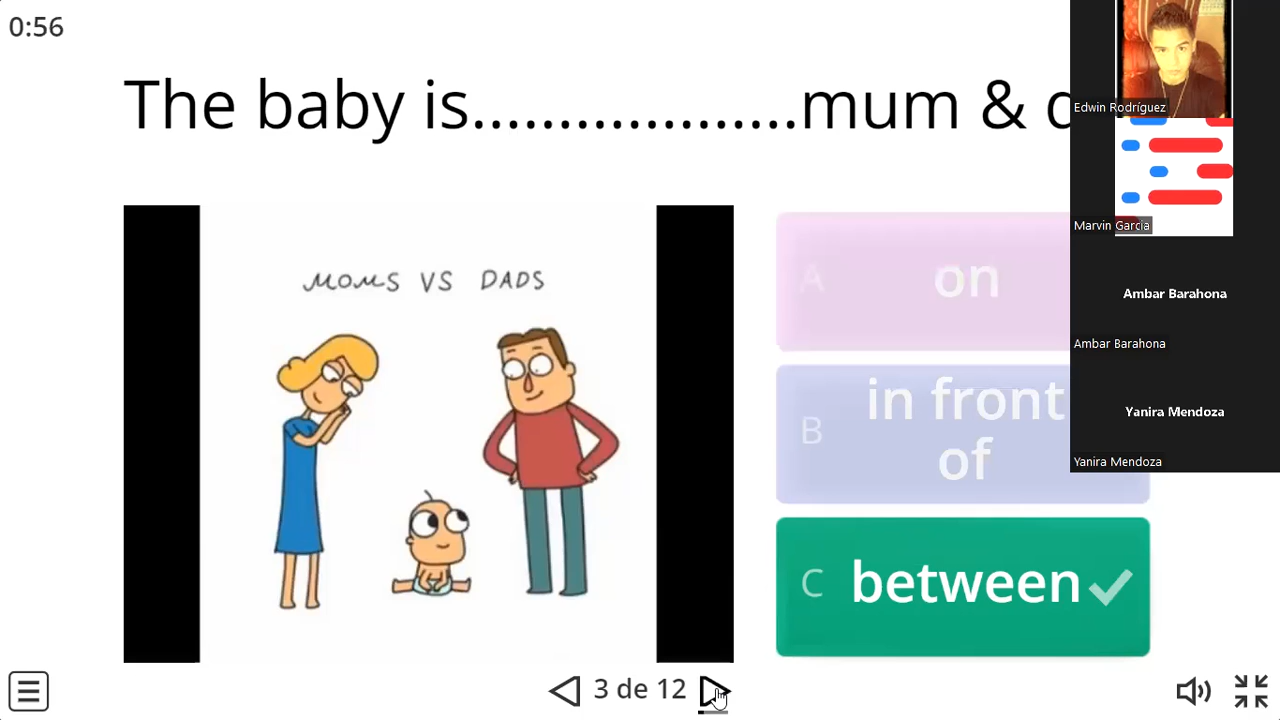 0:56
The baby is...................mum & d
MOMS VS DADS
A on
B in front
of
C between
3 de 12
Edwin Rodríguez
Marvin Garcia
Ambar Barahona
Ambar Barahona
Yanira Mendoza
Yanira Mendoza